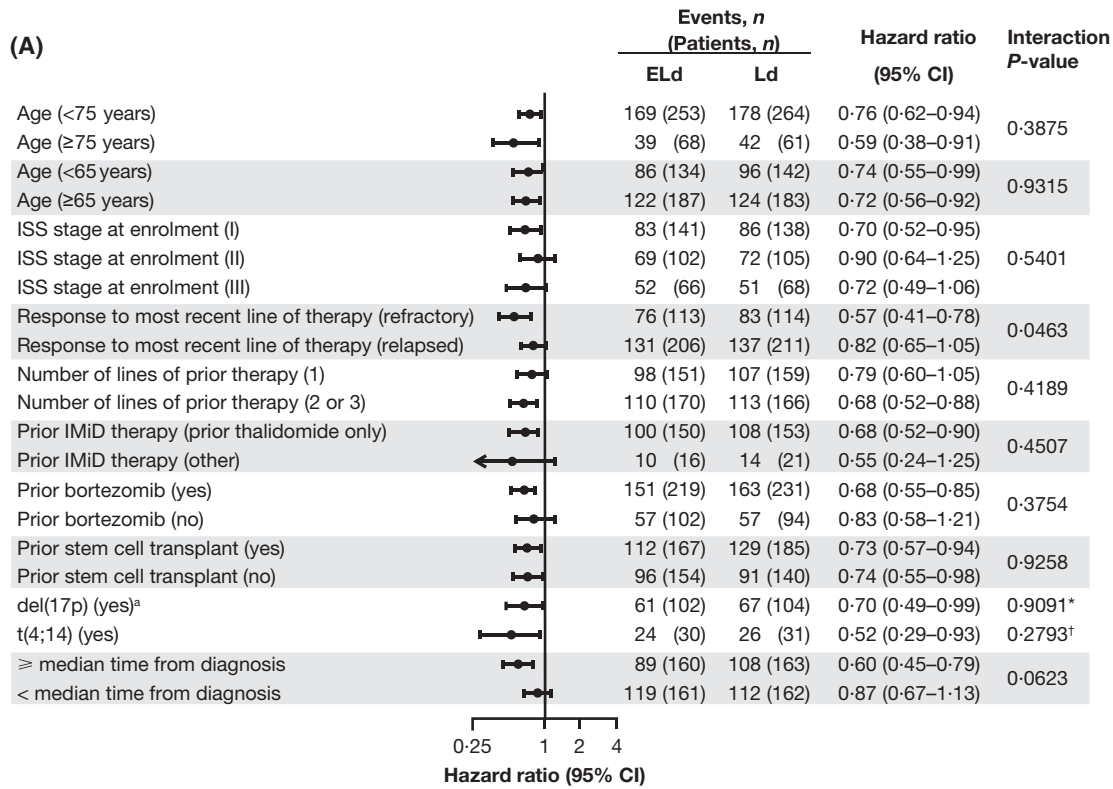 (A)
Events, n
(Patients, n)
Hazard ratio
(95% CI)
Interaction
P-value
ELd Ld
Age (<75 years) 169 (253) 178 (264) 0·76 (0·62–0·94)
0·3875
Age (≥75 years) 39 (68) 42 (61) 0·59 (0·38–0·91)
Age (<65 years) 86 (134) 96 (142) 0·74 (0·55–0·99)
0·9315
Age (≥65 years) 122 (187) 124 (183) 0·72 (0·56–0·92)
ISS stage at enrolment (I) 83 (141) 86 (138) 0·70 (0·52–0·95)
ISS stage at enrolment (II) 69 (102) 72 (105) 0·90 (0·64–1·25) 0·5401
ISS stage at enrolment (III) 52 (66) 51 (68) 0·72 (0·49–1·06)
Response to most recent line of therapy (refractory) 76 (113) 83 (114) 0·57 (0·41–0·78)
0·0463
Response to most recent line of therapy (relapsed) 131 (206) 137 (211) 0·82 (0·65–1·05)
Number of lines of prior therapy (1) 98 (151) 107 (159) 0·79 (0·60–1·05)
0·4189
Number of lines of prior therapy (2 or 3) 110 (170) 113 (166) 0·68 (0·52–0·88)
Prior IMiD therapy (prior thalidomide only) 100 (150) 108 (153) 0·68 (0·52–0·90)
0·4507
Prior IMiD therapy (other) 10 (16) 14 (21) 0·55 (0·24–1·25)
Prior bortezomib (yes) 151 (219) 163 (231) 0·68 (0·55–0·85)
0·3754
Prior bortezomib (no) 57 (102) 57 (94) 0·83 (0·58–1·21)
Prior stem cell transplant (yes) 112 (167) 129 (185) 0·73 (0·57–0·94)
0·9258
Prior stem cell transplant (no) 96 (154) 91 (140) 0·74 (0·55–0·98)
del(17p) (yes)ᵃ 61 (102) 67 (104) 0·70 (0·49–0·99) 0·9091*
t(4;14) (yes) 24 (30) 26 (31) 0·52 (0·29–0·93) 0·2793†
⩾ median time from diagnosis 89 (160) 108 (163) 0·60 (0·45–0·79)
0·0623
< median time from diagnosis 119 (161) 112 (162) 0·87 (0·67–1·13)
0·25 1 2 4
Hazard ratio (95% CI)